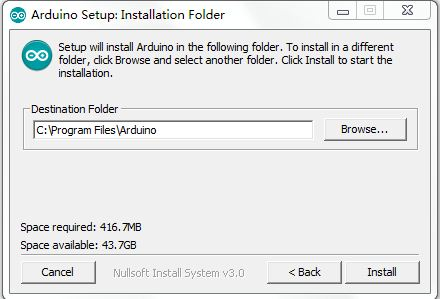 Arduino Setup: Installation Folder
Setup will install Arduino in the following folder. To install in a different
folder, click Browse and select another folder. Click Install to start the
installation.
Destination Folder
C:\Program Files\Arduino
Browse...
Space required: 416.7MB
Space available: 43.7GB
Cancel
Nullsoft Install System v3.0
< Back
Install